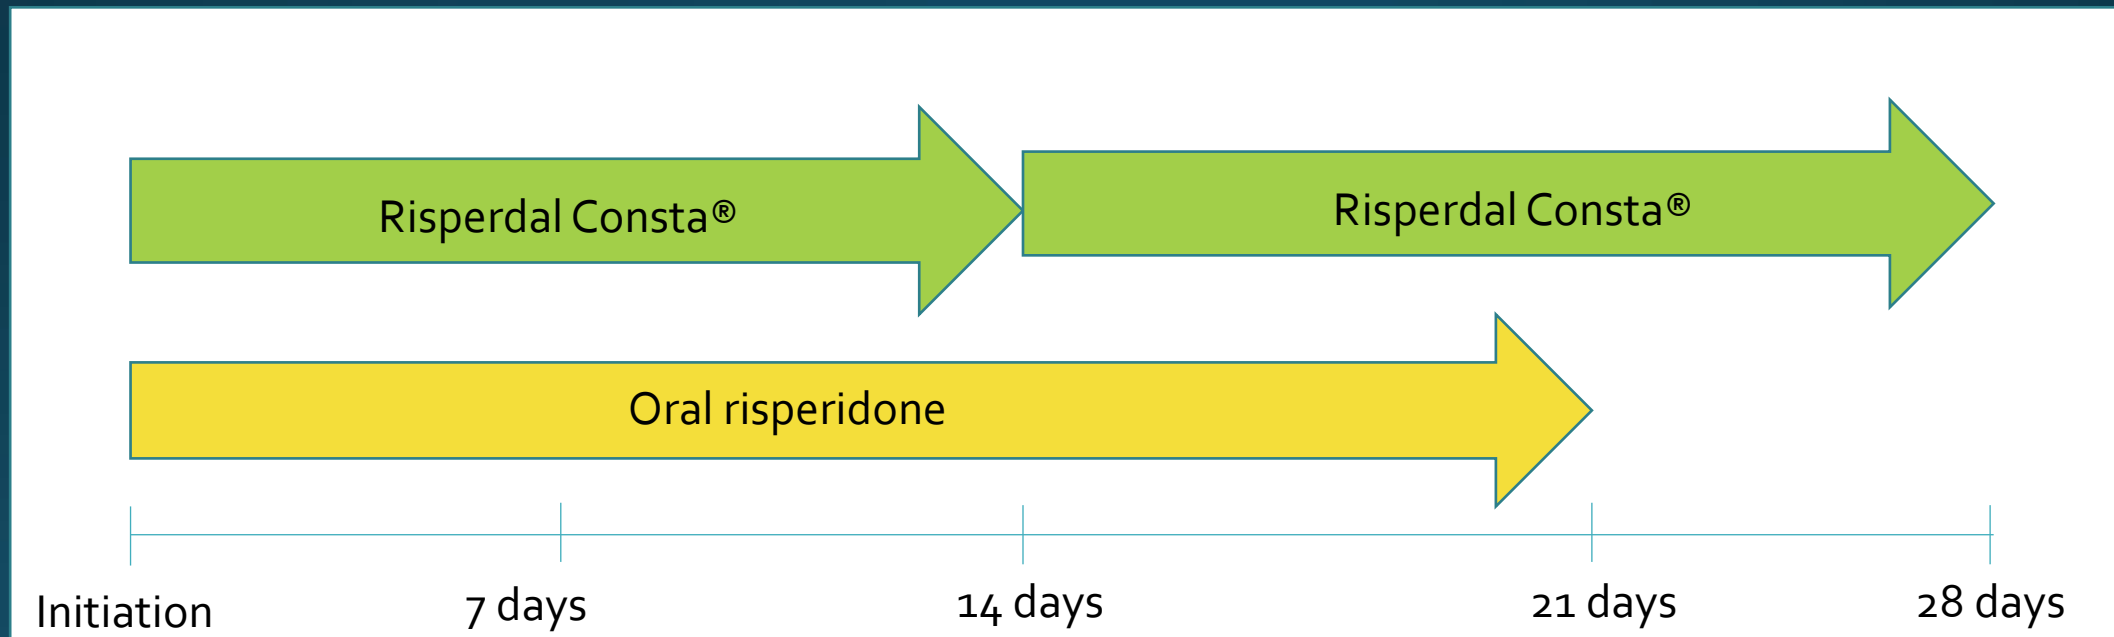 Risperdal Consta®
Risperdal Consta®
Oral risperidone
Initiation
7 days
14 days
21 days
28 days